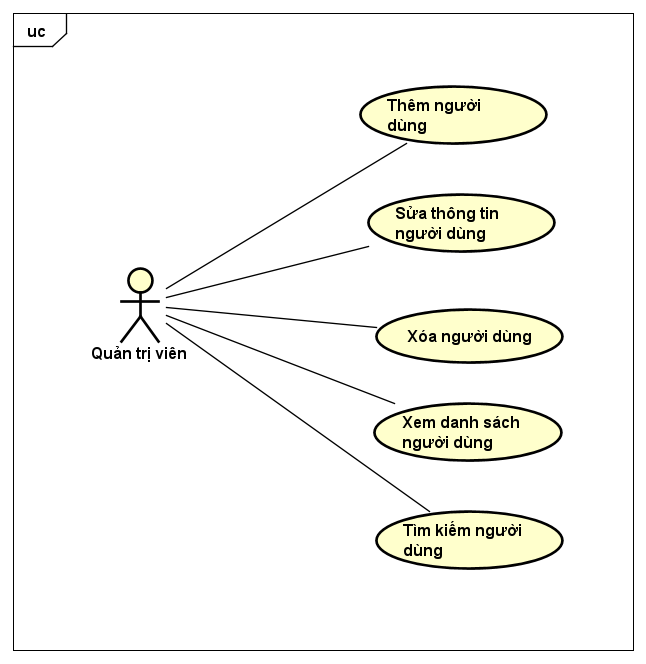 uc
Thêm người
dùng
Sửa thông tin
người dùng
Quản trị viên
Xóa người dùng
Xem danh sách
người dùng
Tìm kiếm người
dùng